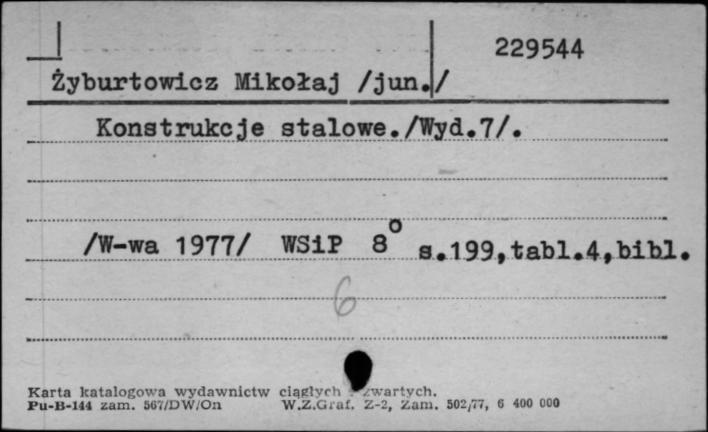 229544
Żyburtowicz Mikołaj /jun./
Konstrukcje stalowe./Wyd.7/.
/W-wa 1977/ WSiP 8° s.199,tabl.4,bibl.
6
Karta katalogowa wydawnictw ciągłych i zwartych.
Pu-B-144 zam. 567/DW/On W.Z.Graf. Z-2, Zam. 502/77, 6 400 000